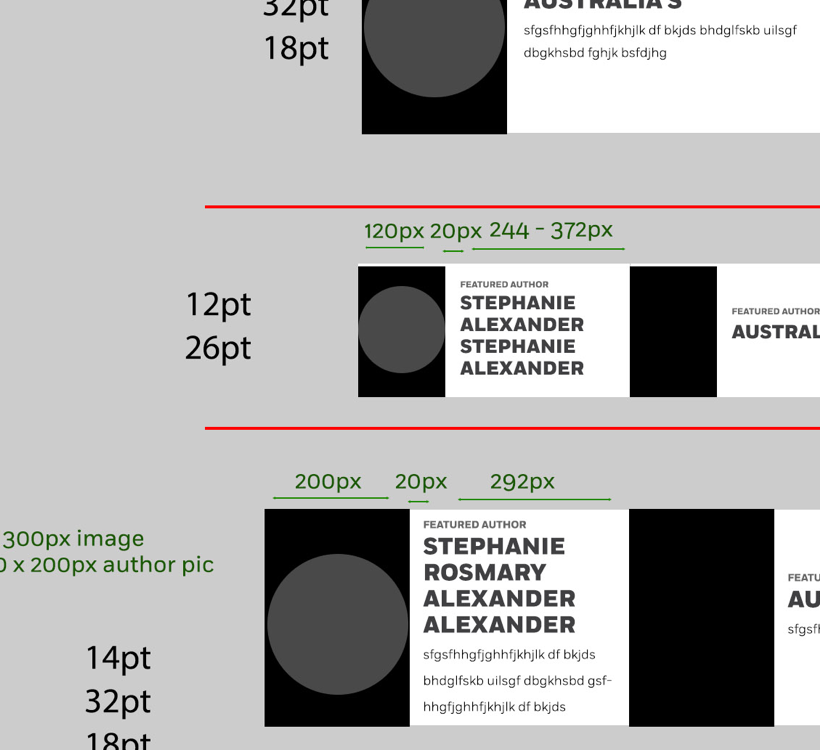 32pt
18pt
AUSTRALIA'S
sfgsfhhgfjghhfjkhjlk df bkjds bhdglfskb uilsgf
dbgkhsbd fghjk bsfdjhg
120px 20px 244 - 372px
12pt
26pt
FEATURED AUTHOR
STEPHANIE
ALEXANDER
STEPHANIE
ALEXANDER
FEATURED AUTHOR
AUSTRAL
200px 20px 292px
300px image
0 x 200px author pic
14pt
32pt
18pt
FEATURED AUTHOR
STEPHANIE
ROSMARY
ALEXANDER
ALEXANDER
sfgsfhhgfjghhfjkhjlk df bkjds
bhdglfskb uilsgf dbgkhsbd gsf-
hhgfjghhfjkhjlk df bkjds
FEATU
AU
sfgsfh